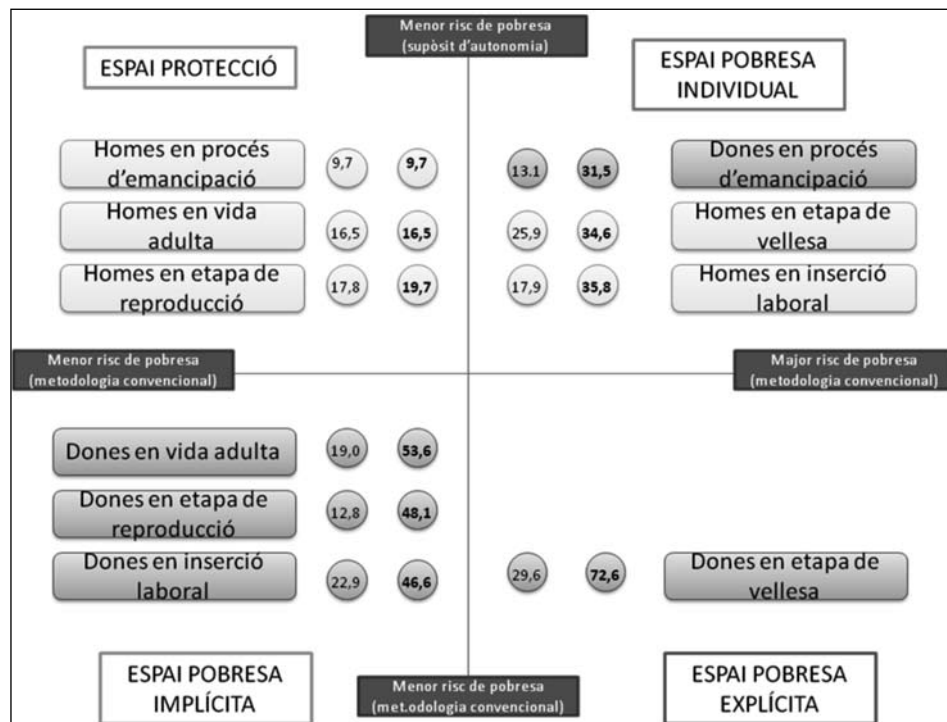 Menor risc de pobresa
(supòsit d'autonomia)
ESPAI PROTECCIÓ
ESPAI POBRESA
INDIVIDUAL
Homes en procés
d'emancipació
9,7
9,7
13.1
31,5
Dones en procés
d'emancipació
Homes en vida
adulta
16,5
16,5
25,9
34,6
Homes en etapa de
vellesa
Homes en etapa de
reproducció
17,8
19,7
17,9
35,8
Homes en inserció
laboral
Menor risc de pobresa
(metodologia convencional)
Major risc de pobresa
(metodologia convencional)
Dones en vida adulta
19,0
53,6
Dones en etapa de
reproducció
12,8
48,1
Dones en inserció
laboral
22,9
46,6
29,6
72,6
Dones en etapa de
vellesa
ESPAI POBRESA
IMPLÍCITA
Menor risc de pobresa
(met.odologia convencional)
ESPAI POBRESA
EXPLÍCITA